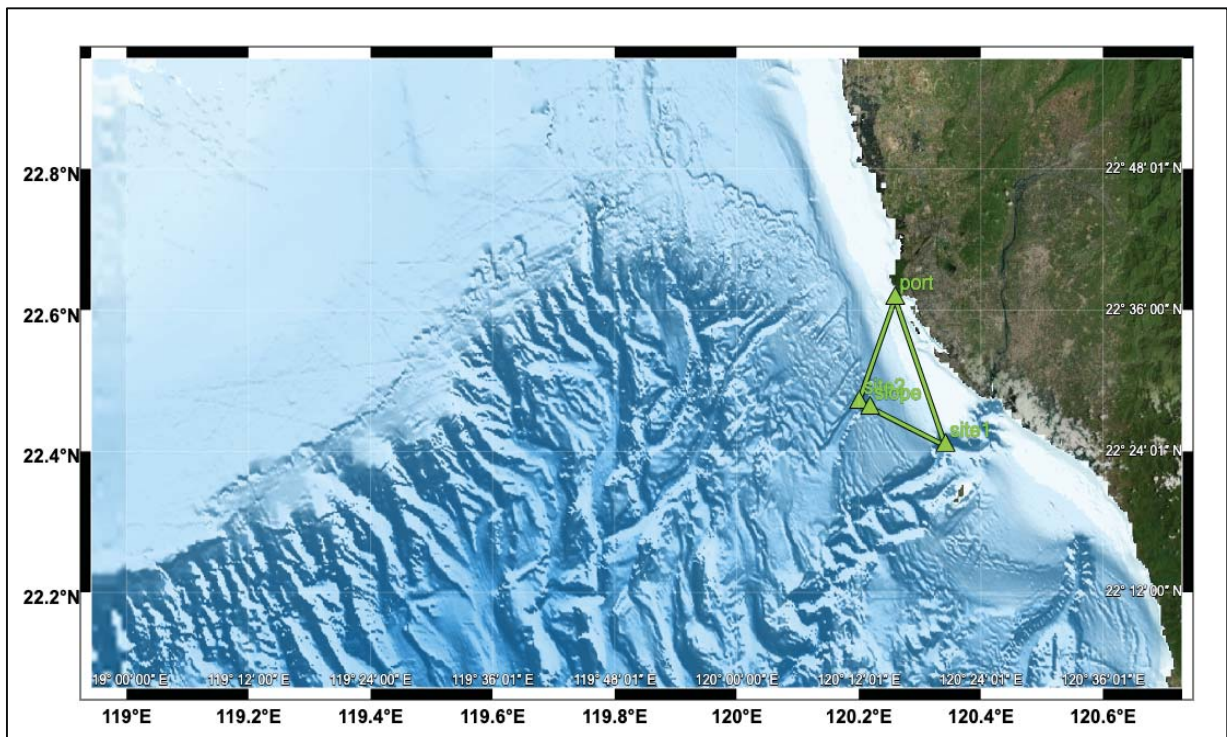 22.8°N
22° 48' 01" N
port
22.6°N
22° 36' 00" N
site2
slope
site1
22.4°N
22° 24' 01" N
22.2°N
22° 12' 00" N
19° 00' 00" E
119° 12' 00" E
119° 24' 00" E
119° 36' 01" E
119° 48' 01" E
120° 00' 00" E
120° 12' 01" E
120° 24' 01" E
120° 36' 01" E
119°E
119.2°E
119.4°E
119.6°E
119.8°E
120°E
120.2°E
120.4°E
120.6°E